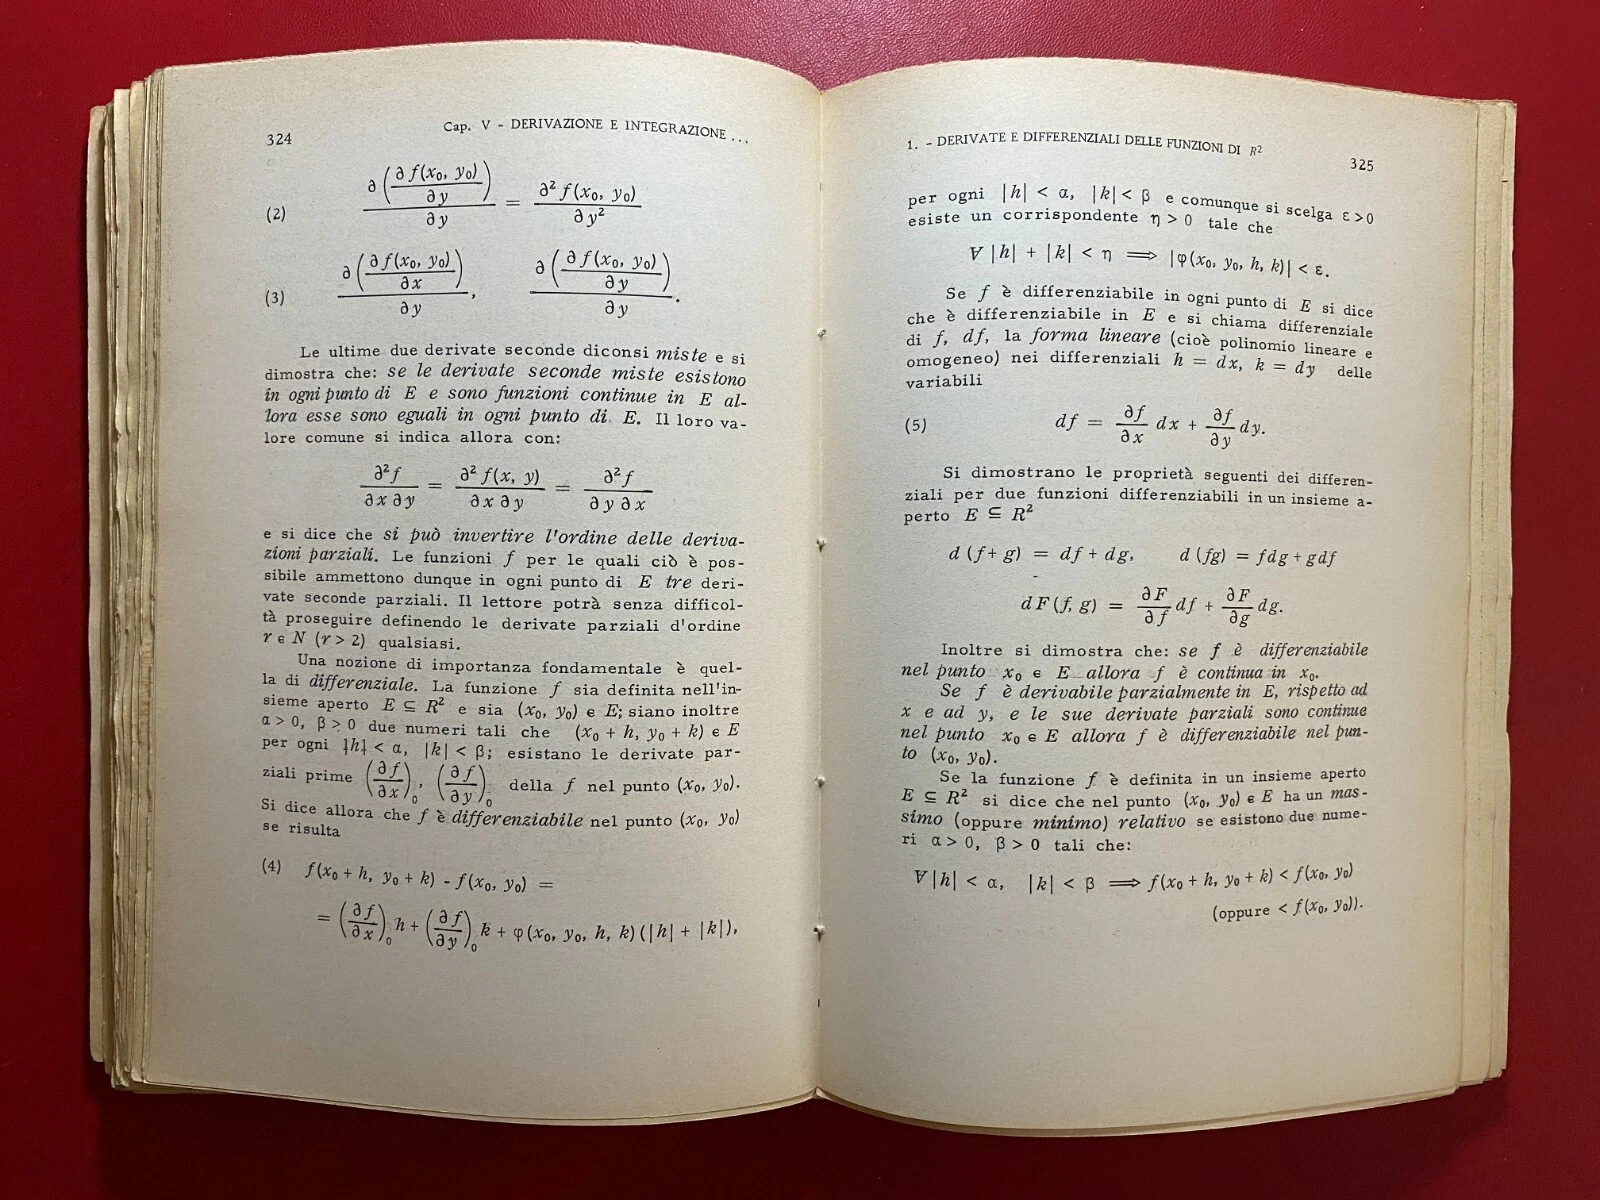 324 Cap. V - DERIVAZIONE E INTEGRAZIONE ...
(2) ∂(∂f(x₀, y₀)/∂y)/∂y = ∂²f(x₀, y₀)/∂y²
(3) ∂(∂f(x₀, y₀)/∂x)/∂y, ∂(∂f(x₀, y₀)/∂y)/∂y.
Le ultime due derivate seconde diconsi miste e si
dimostra che: se le derivate seconde miste esistono
in ogni punto di E e sono funzioni continue in E al-
lora esse sono eguali in ogni punto di E. Il loro va-
lore comune si indica allora con:
∂²f/∂x∂y = ∂²f(x, y)/∂x∂y = ∂²f/∂y∂x
e si dice che si può invertire l'ordine delle deriva-
zioni parziali. Le funzioni f per le quali ciò è pos-
sibile ammettono dunque in ogni punto di E tre deri-
vate seconde parziali. Il lettore potrà senza difficol-
tà proseguire definendo le derivate parziali d'ordine
r ∈ N (r > 2) qualsiasi.
Una nozione di importanza fondamentale è quel-
la di differenziale. La funzione f sia definita nell'in-
sieme aperto E ⊆ R² e sia (x₀, y₀) ∈ E; siano inoltre
α > 0, β > 0 due numeri tali che (x₀ + h, y₀ + k) ∈ E
per ogni |h| < α, |k| < β; esistano le derivate par-
ziali prime (∂f/∂x)₀, (∂f/∂y)₀ della f nel punto (x₀, y₀).
Si dice allora che f è differenziabile nel punto (x₀, y₀)
se risulta
(4) f(x₀ + h, y₀ + k) - f(x₀, y₀) =
= (∂f/∂x)₀ h + (∂f/∂y)₀ k + φ(x₀, y₀, h, k)(|h| + |k|),
1. - DERIVATE E DIFFERENZIALI DELLE FUNZIONI DI R² 325
per ogni |h| < α, |k| < β e comunque si scelga ε > 0
esiste un corrispondente η > 0 tale che
∀ |h| + |k| < η ⟹ |φ(x₀, y₀, h, k)| < ε.
Se f è differenziabile in ogni punto di E si dice
che è differenziabile in E e si chiama differenziale
di f, df, la forma lineare (cioè polinomio lineare e
omogeneo) nei differenziali h = dx, k = dy delle
variabili
(5) df = ∂f/∂x dx + ∂f/∂y dy.
Si dimostrano le proprietà seguenti dei differen-
ziali per due funzioni differenziabili in un insieme a-
perto E ⊆ R²
d (f+ g) = df + dg, d (fg) = fdg + gdf
dF(f, g) = ∂F/∂f df + ∂F/∂g dg.
Inoltre si dimostra che: se f è differenziabile
nel punto x₀ ∈ E allora f è continua in x₀.
Se f è derivabile parzialmente in E, rispetto ad
x e ad y, e le sue derivate parziali sono continue
nel punto x₀ ∈ E allora f è differenziabile nel pun-
to (x₀, y₀).
Se la funzione f è definita in un insieme aperto
E ⊆ R² si dice che nel punto (x₀, y₀) ∈ E ha un mas-
simo (oppure minimo) relativo se esistono due nume-
ri α > 0, β > 0 tali che:
∀ |h| < α, |k| < β ⟹ f(x₀ + h, y₀ + k) < f(x₀, y₀)
(oppure < f(x₀, y₀)).